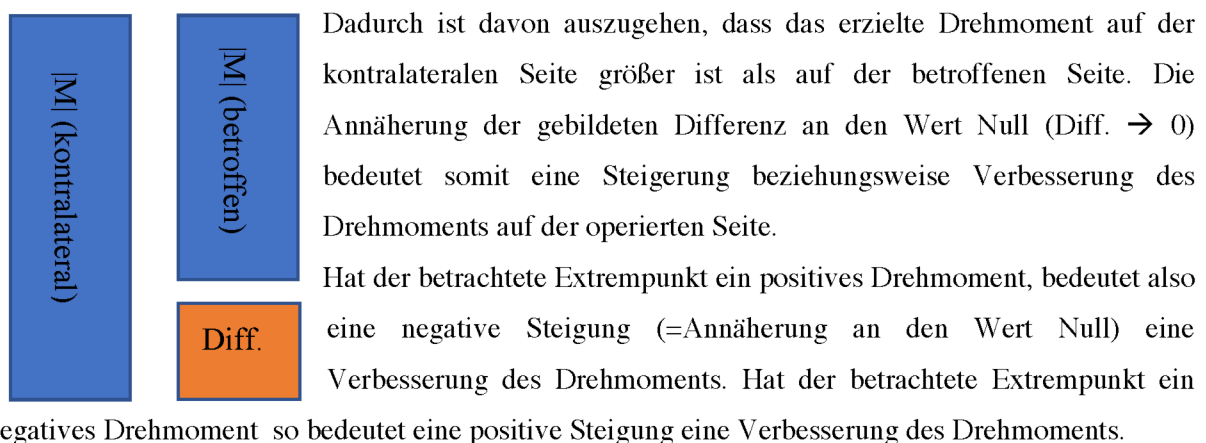 |M| (kontralateral)
|M| (betroffen)
Diff.
Dadurch ist davon auszugehen, dass das erzielte Drehmoment auf der
kontralateralen Seite größer ist als auf der betroffenen Seite. Die
Annäherung der gebildeten Differenz an den Wert Null (Diff. → 0)
bedeutet somit eine Steigerung beziehungsweise Verbesserung des
Drehmoments auf der operierten Seite.
Hat der betrachtete Extrempunkt ein positives Drehmoment, bedeutet also
eine negative Steigung (=Annäherung an den Wert Null) eine
Verbesserung des Drehmoments. Hat der betrachtete Extrempunkt ein
egatives Drehmoment so bedeutet eine positive Steigung eine Verbesserung des Drehmoments.